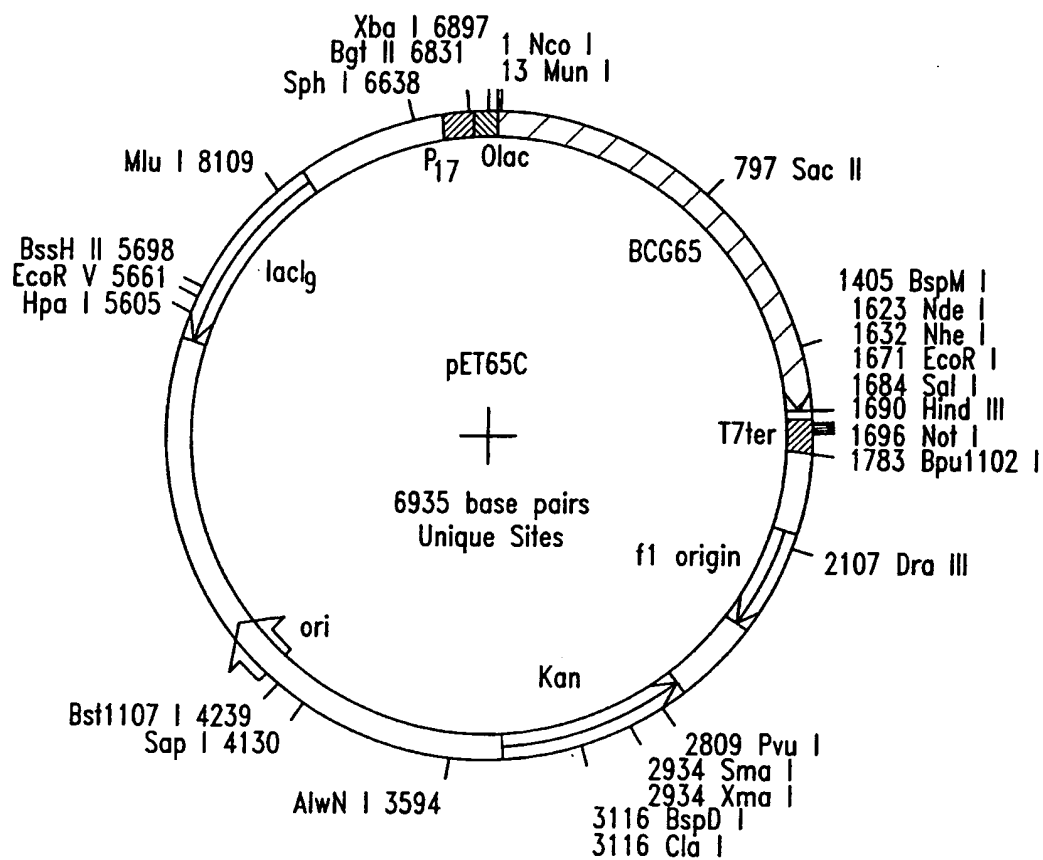 Xba I 6897
Bgt II 6831
Sph I 6638
1 Nco I
13 Mun I
P17
Olac
Mlu I 8109
797 Sac II
BCG65
BssH II 5698
EcoR V 5661
Hpa I 5605
lacIg
1405 BspM I
1623 Nde I
1632 Nhe I
1671 EcoR I
1684 Sal I
1690 Hind III
1696 Not I
1783 Bpu1102 I
pET65C
T7ter
6935 base pairs
Unique Sites
f1 origin
2107 Dra III
ori
Kan
Bst1107 I 4239
Sap I 4130
AlwN I 3594
2809 Pvu I
2934 Sma I
2934 Xma I
3116 BspD I
3116 Cla I